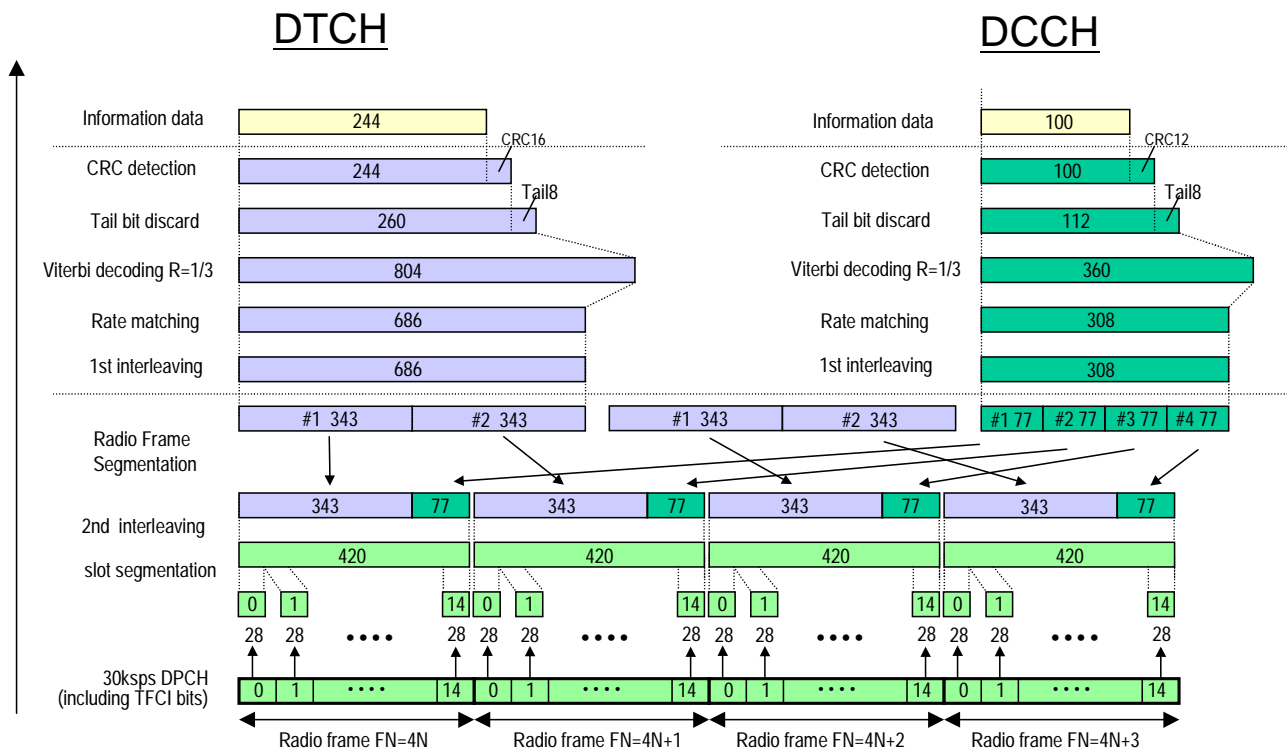 DTCH DCCH
Information data 244 Information data 100
CRC16 CRC12
CRC detection 244 CRC detection 100
Tail8 Tail8
Tail bit discard 260 Tail bit discard 112
Viterbi decoding R=1/3 804 Viterbi decoding R=1/3 360
Rate matching 686 Rate matching 308
1st interleaving 686 1st interleaving 308
#1 343 #2 343 #1 343 #2 343 #1 77 #2 77 #3 77 #4 77
Radio Frame
Segmentation
343 77 343 77 343 77 343 77
2nd interleaving
420 420 420 420
slot segmentation
0 1 14 0 1 14 0 1 14 0 1 14
28 28 •••• 28 28 28 •••• 28 28 28 •••• 28 28 28 •••• 28
30ksps DPCH
(including TFCI bits)
0 1 •••• 14 0 1 •••• 14 0 1 •••• 14 0 1 •••• 14
Radio frame FN=4N Radio frame FN=4N+1 Radio frame FN=4N+2 Radio frame FN=4N+3